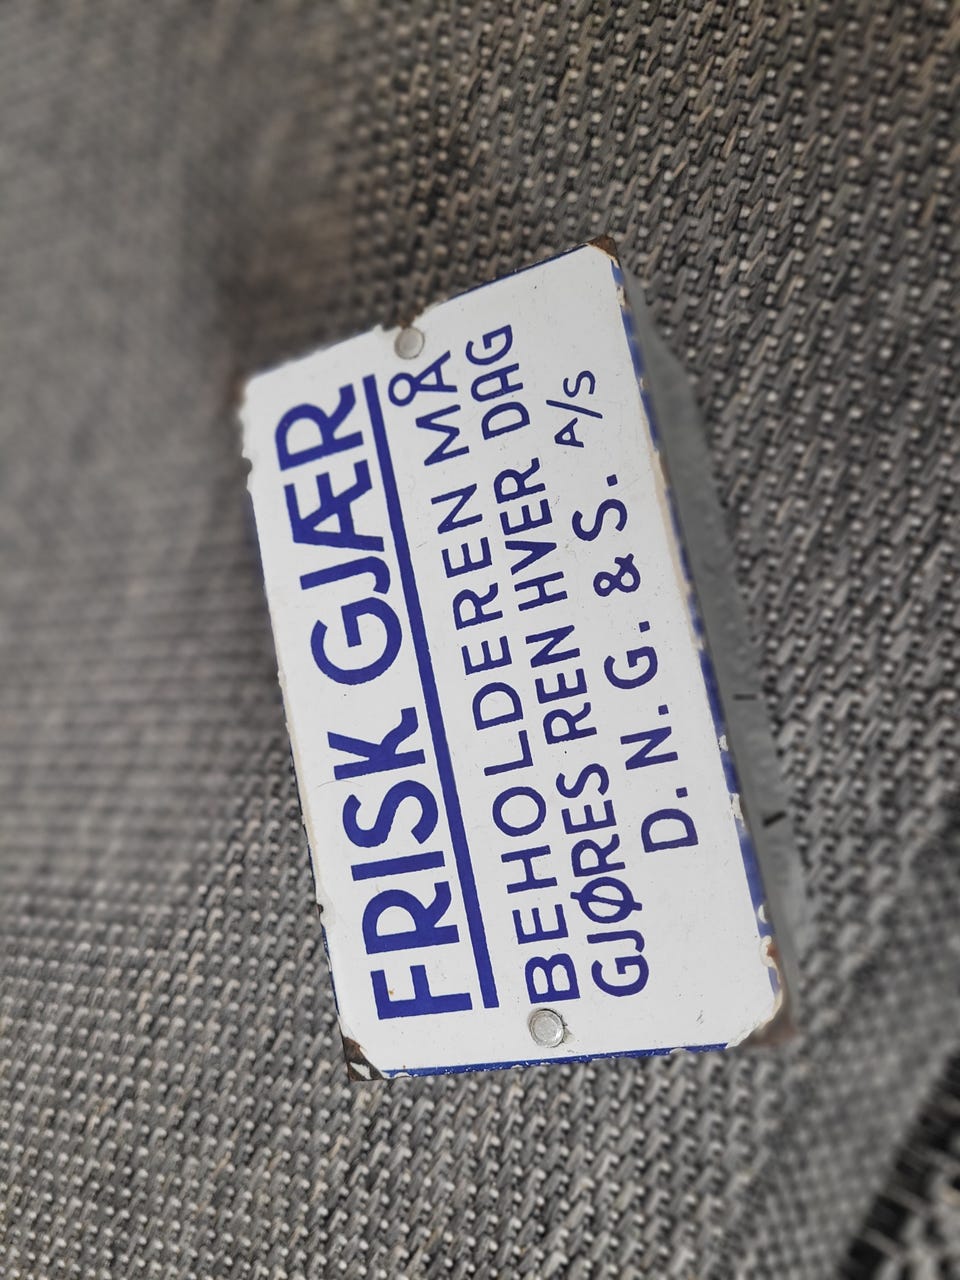 FRISK GJÆR
BEHOLDEREN MÅ
GJØRES REN HVER DAG
D.N.G. & S. A/S